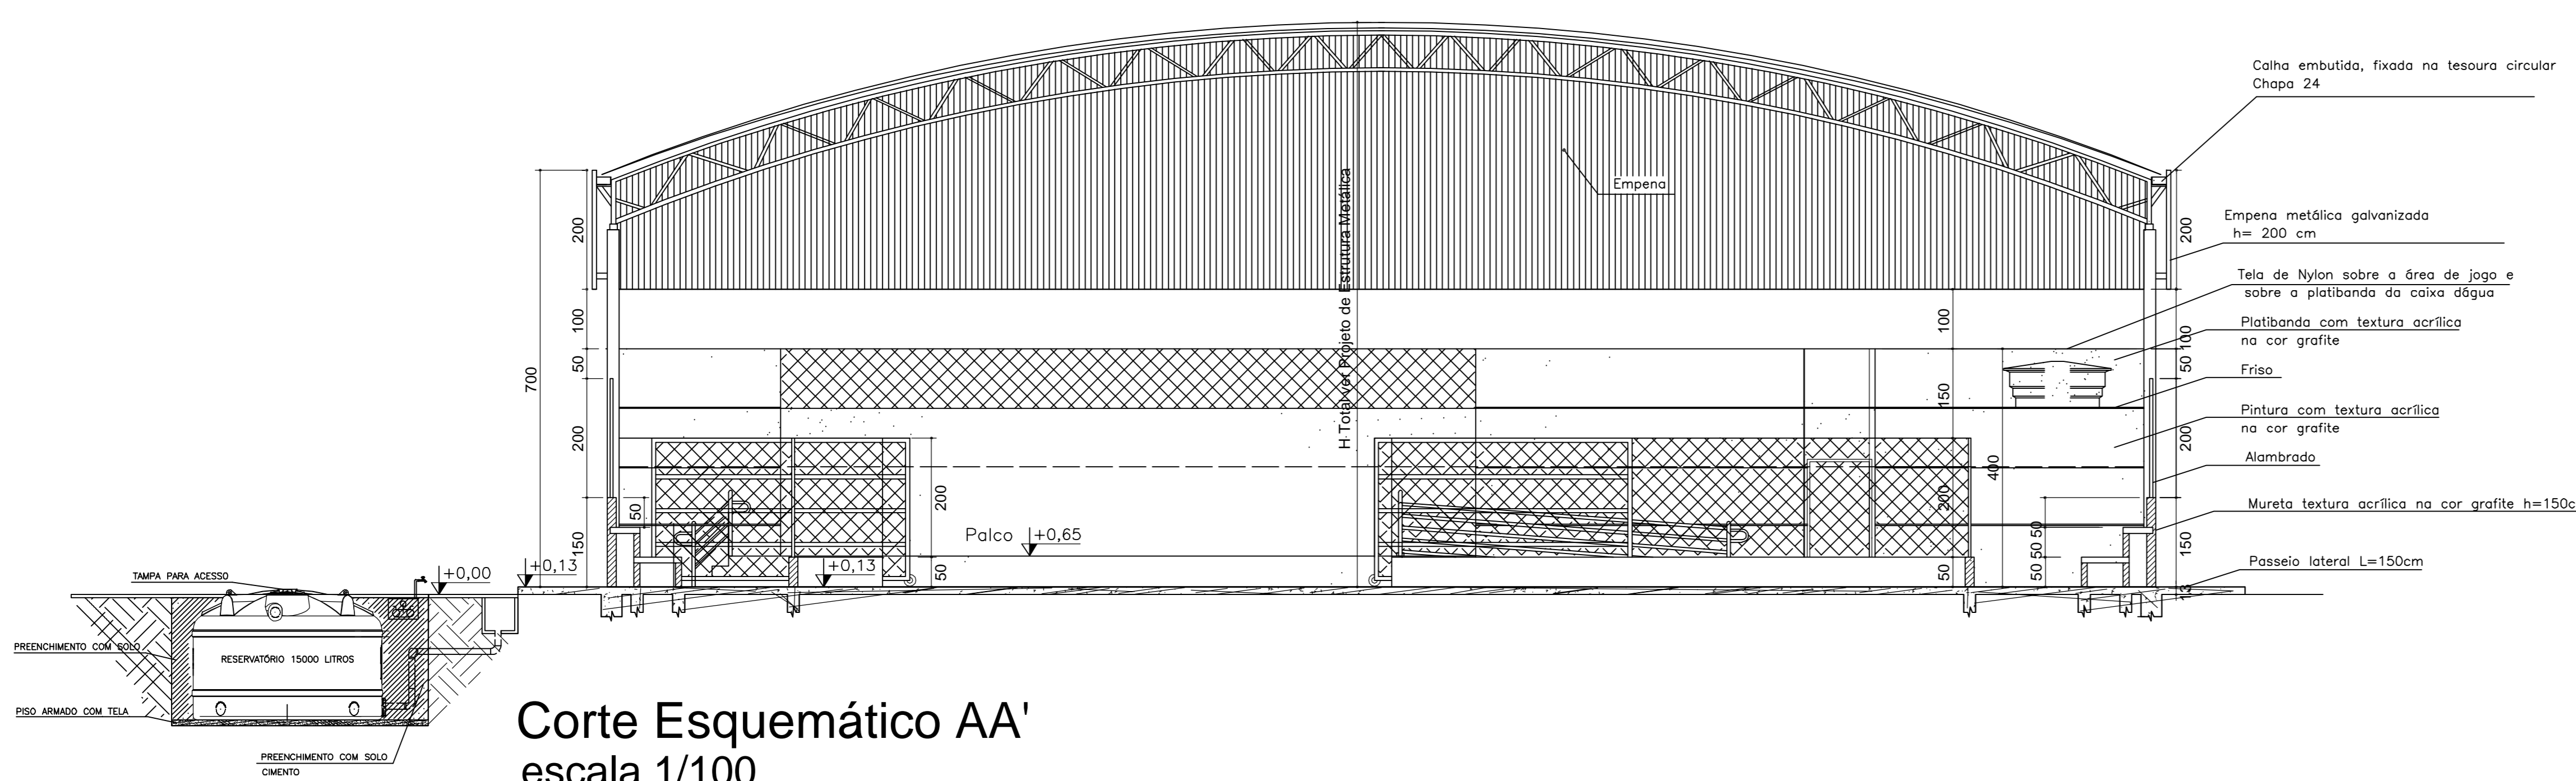 Calha embutida, fixada na tesoura circular
Chapa 24
Empena
H Total ver Projeto de Estrutura Metálica
Empena metálica galvanizada
h= 200 cm
Tela de Nylon sobre a área de jogo e
sobre a platibanda da caixa dágua
Platibanda com textura acrílica
na cor grafite
Friso
Pintura com textura acrílica
na cor grafite
Alambrado
Mureta textura acrílica na cor grafite h=150c
Passeio lateral L=150cm
700
200
100
50
200
150
50
200
50
Palco +0,65
+0,13
+0,13
+0,00
100
150
200
50
400
50
50
50
200
100
50
200
150
13
TAMPA PARA ACESSO
PREENCHIMENTO COM SOLO
RESERVATÓRIO 15000 LITROS
PISO ARMADO COM TELA
PREENCHIMENTO COM SOLO
CIMENTO
Corte Esquemático AA'
escala 1/100